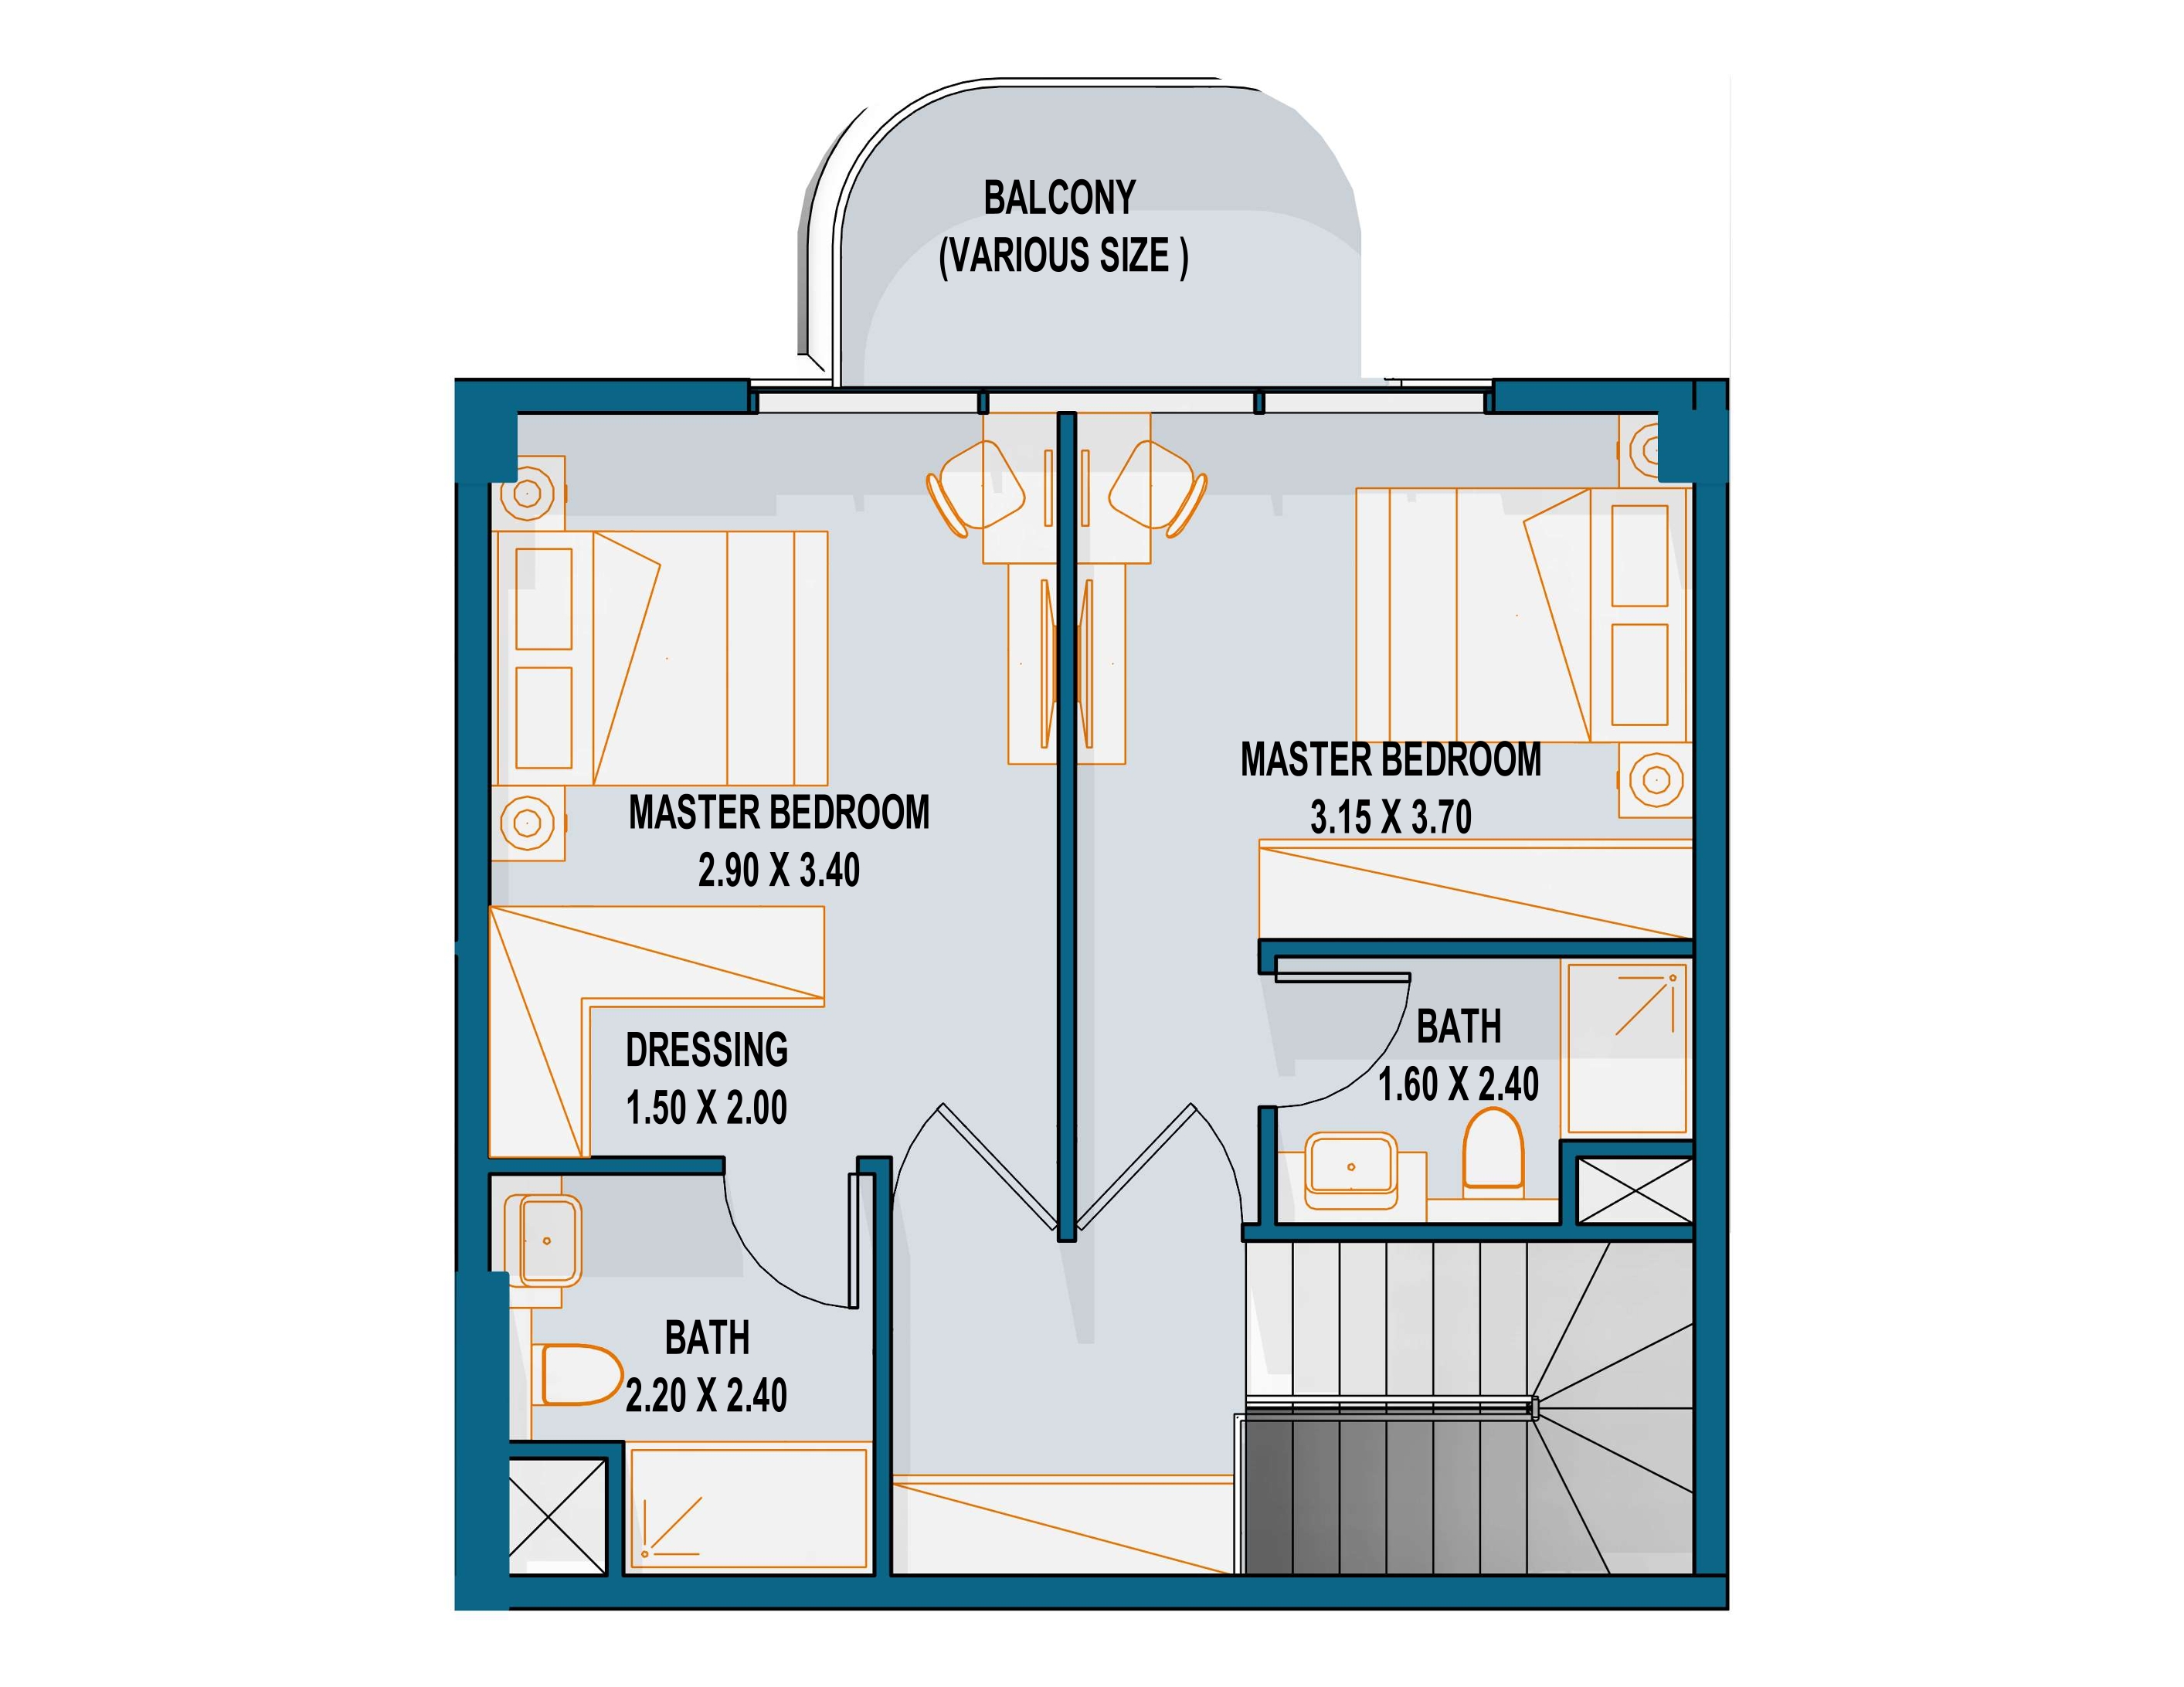 BALCONY
(VARIOUS SIZE )
MASTER BEDROOM
3.15 X 3.70
MASTER BEDROOM
2.90 X 3.40
BATH
1.60 X 2.40
DRESSING
1.50 X 2.00
BATH
2.20 X 2.40